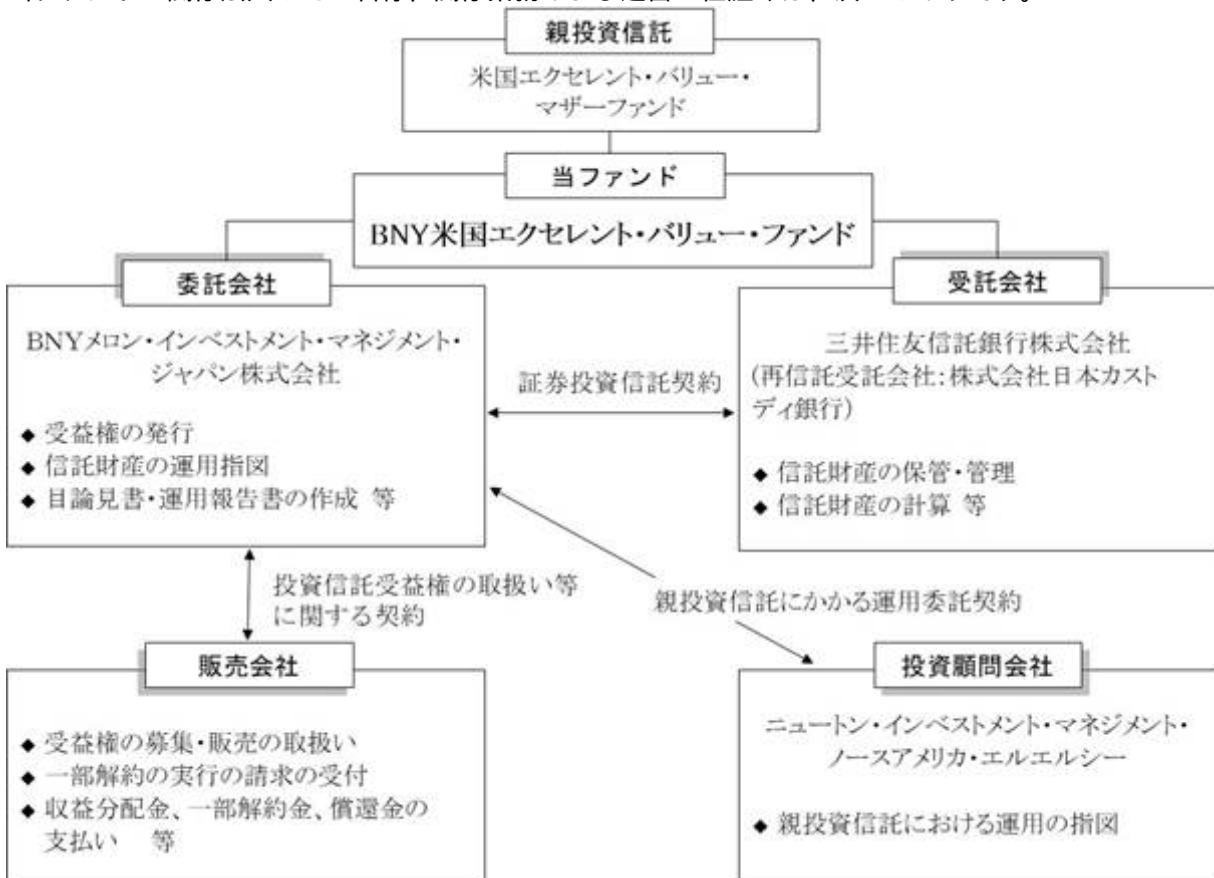 親投資信託
米国エクセレント・バリュー・
マザーファンド
当ファンド
BNY米国エクセレント・バリュー・ファンド
委託会社
BNYメロン・インベストメント・マネジメント・
ジャパン株式会社
◆ 受益権の発行
◆ 信託財産の運用指図
◆ 目論見書・運用報告書の作成 等
証券投資信託契約
受託会社
三井住友信託銀行株式会社
(再信託受託会社:株式会社日本カスト
ディ銀行)
◆ 信託財産の保管・管理
◆ 信託財産の計算 等
投資信託受益権の取扱い等
に関する契約
親投資信託にかかる運用委託契約
販売会社
◆ 受益権の募集・販売の取扱い
◆ 一部解約の実行の請求の受付
◆ 収益分配金、一部解約金、償還金の
支払い 等
投資顧問会社
ニュートン・インベストメント・マネジメント・
ノースアメリカ・エルエルシー
◆ 親投資信託における運用の指図